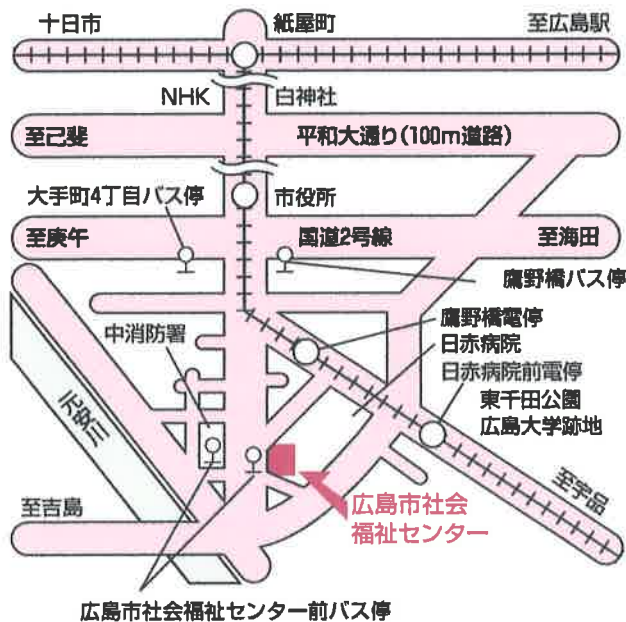 十日市
紙屋町
至広島駅
NHK
白神社
至己斐
平和大通り(100m道路)
大手町4丁目バス停
市役所
至庚午
国道2号線
至海田
鷹野橋バス停
鷹野橋電停
中消防署
日赤病院
日赤病院前電停
東千田公園
広島大学跡地
元安川
至吉島
至宇品
広島市社会
福祉センター
広島市社会福祉センター前バス停